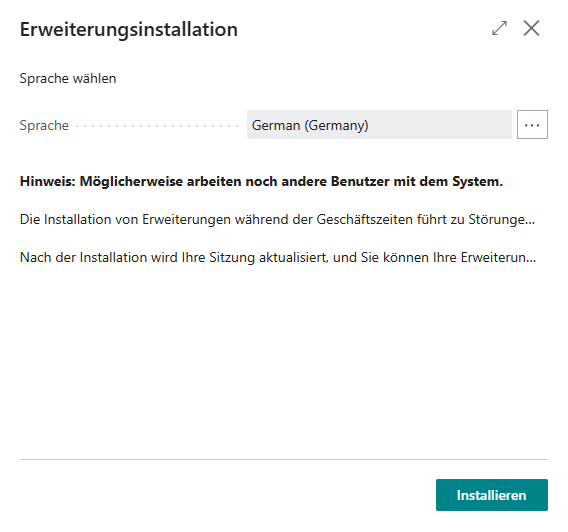 Erweiterungsinstallation
Sprache wählen
Sprache German (Germany) ...
Hinweis: Möglicherweise arbeiten noch andere Benutzer mit dem System.
Die Installation von Erweiterungen während der Geschäftszeiten führt zu Störunge...
Nach der Installation wird Ihre Sitzung aktualisiert, und Sie können Ihre Erweiterun...
Installieren